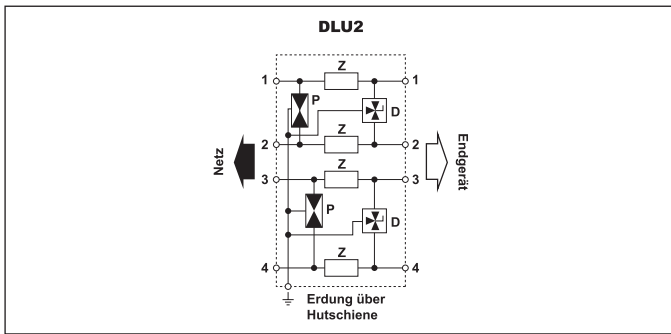 DLU2
Z
1
1
P
D
Z
2
2
Netz
Endgerät
Z
3
3
P
D
Z
4
4
Erdung über
Hutschiene